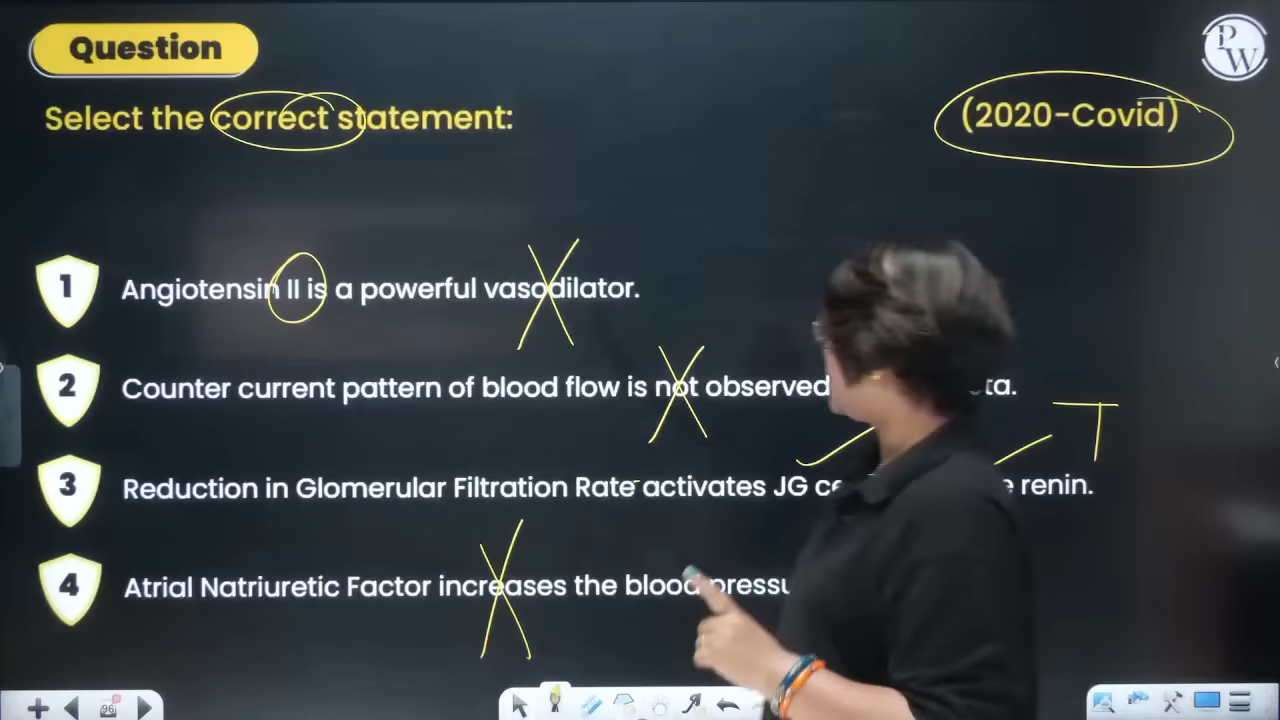 Question
PW
Select the correct statement:
(2020-Covid)
1 Angiotensin II is a powerful vasodilator.
2 Counter current pattern of blood flow is not observed
3 Reduction in Glomerular Filtration Rate activates JG renin.
T
4 Atrial Natriuretic Factor increases the blood
96